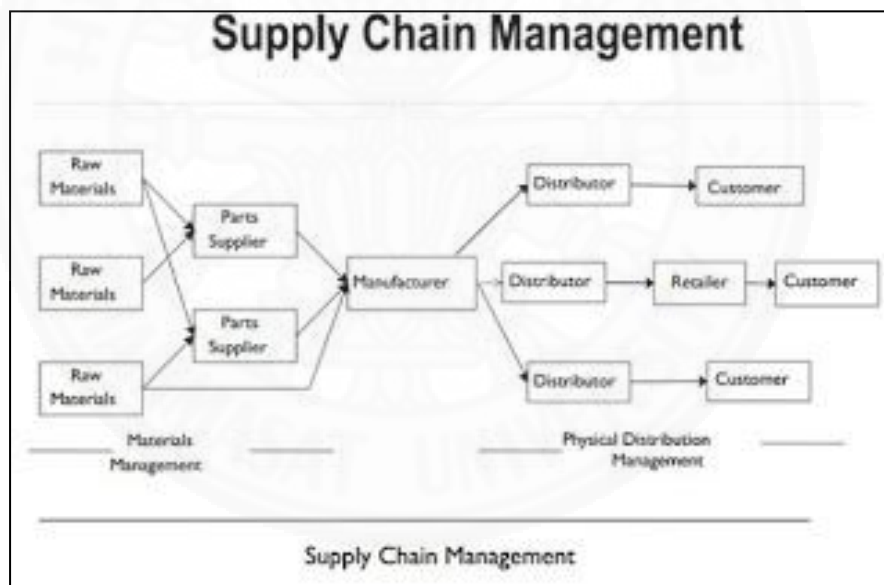 Supply Chain Management
Raw
Materials
Distributor
Customer
Parts
Supplier
Raw
Materials
Manufacturer
Distributor
Retailer
Customer
Parts
Supplier
Raw
Materials
Distributor
Customer
Materials
Management
Physical Distribution
Management
Supply Chain Management